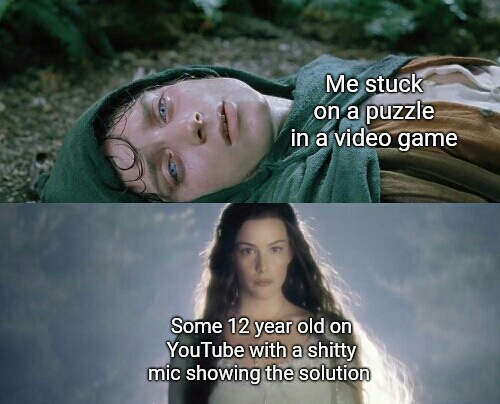 Me stuck
on a puzzle
in a video game
Some 12 year old on
YouTube with a shitty
mic showing the solution